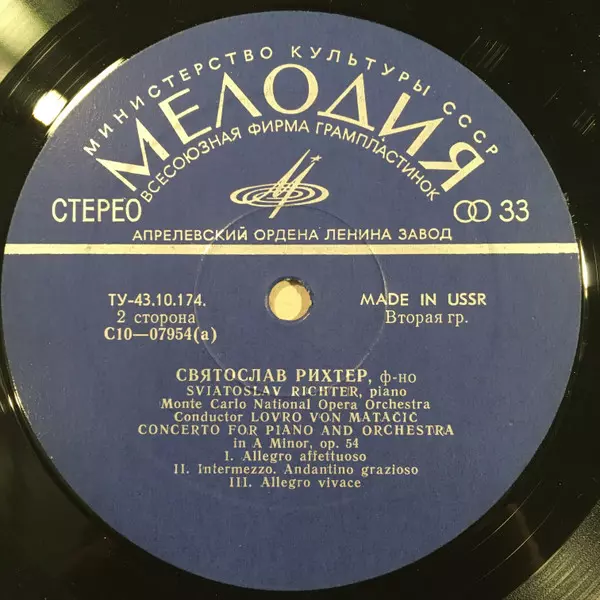 МИНИСТЕРСТВО КУЛЬТУРЫ СССР
МЕЛОДИЯ
ВСЕСОЮЗНАЯ ФИРМА ГРАМПЛАСТИНОК
СТЕРЕО
33
АПРЕЛЕВСКИЙ ОРДЕНА ЛЕНИНА ЗАВОД
ТУ-43.10.174.
MADE IN USSR
2 сторона
Вторая гр.
С10—07954(а)
СВЯТОСЛАВ РИХТЕР, ф-но
SVIATOSLAV RICHTER, piano
Monte Carlo National Opera Orchestra
Conductor LOVRO VON MATAČIĆ
CONCERTO FOR PIANO AND ORCHESTRA
in A Minor, op. 54
I. Allegro affettuoso
II. Intermezzo. Andantino grazioso
III. Allegro vivace